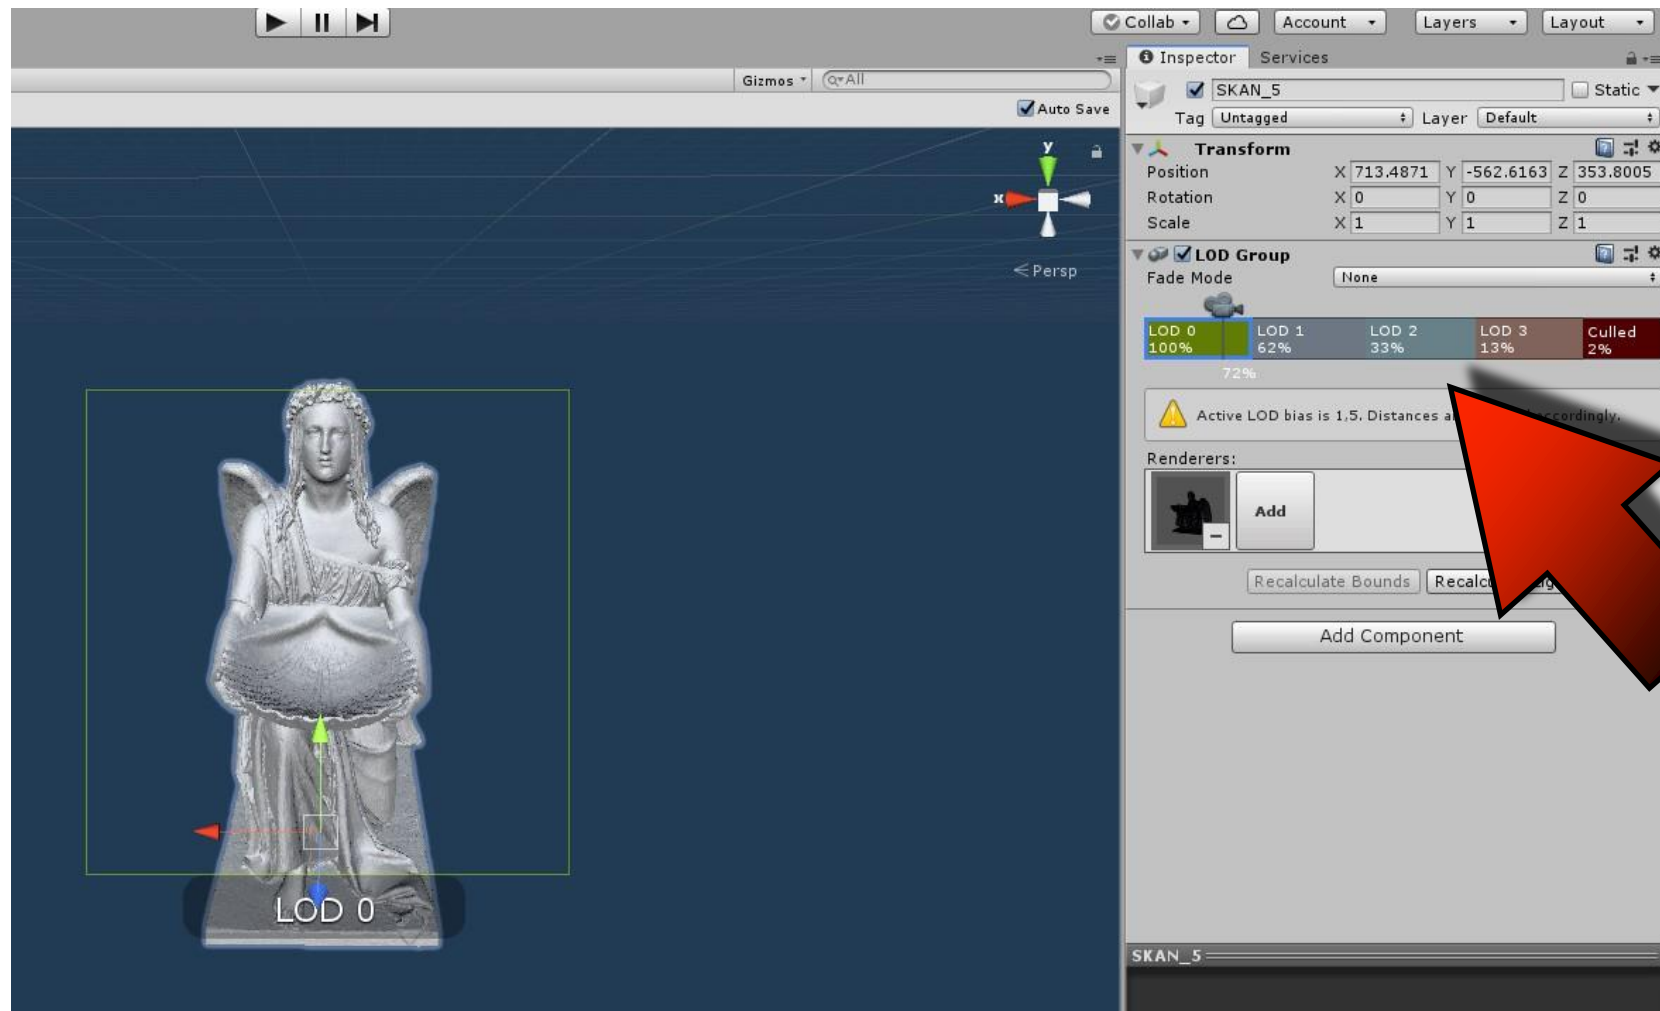 Collab Account Layers Layout
Inspector Services
Gizmos All
SKAN_5 Static
Auto Save
Tag Untagged Layer Default
y
x
Persp
Transform
Position X 713.4871 Y -562.6163 Z 353.8005
Rotation X 0 Y 0 Z 0
Scale X 1 Y 1 Z 1
LOD Group
Fade Mode None
LOD 0 LOD 1 LOD 2 LOD 3 Culled
100% 62% 33% 13% 2%
72%
Active LOD bias is 1,5. Distances
Renderers:
Add
Recalculate Bounds
Add Component
LOD 0
SKAN_5